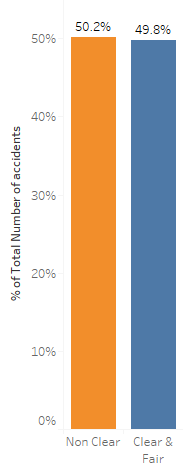 50.2%
49.8%
50%
40%
30%
20%
10%
0%
% of Total Number of accidents
Non Clear
Clear &
Fair